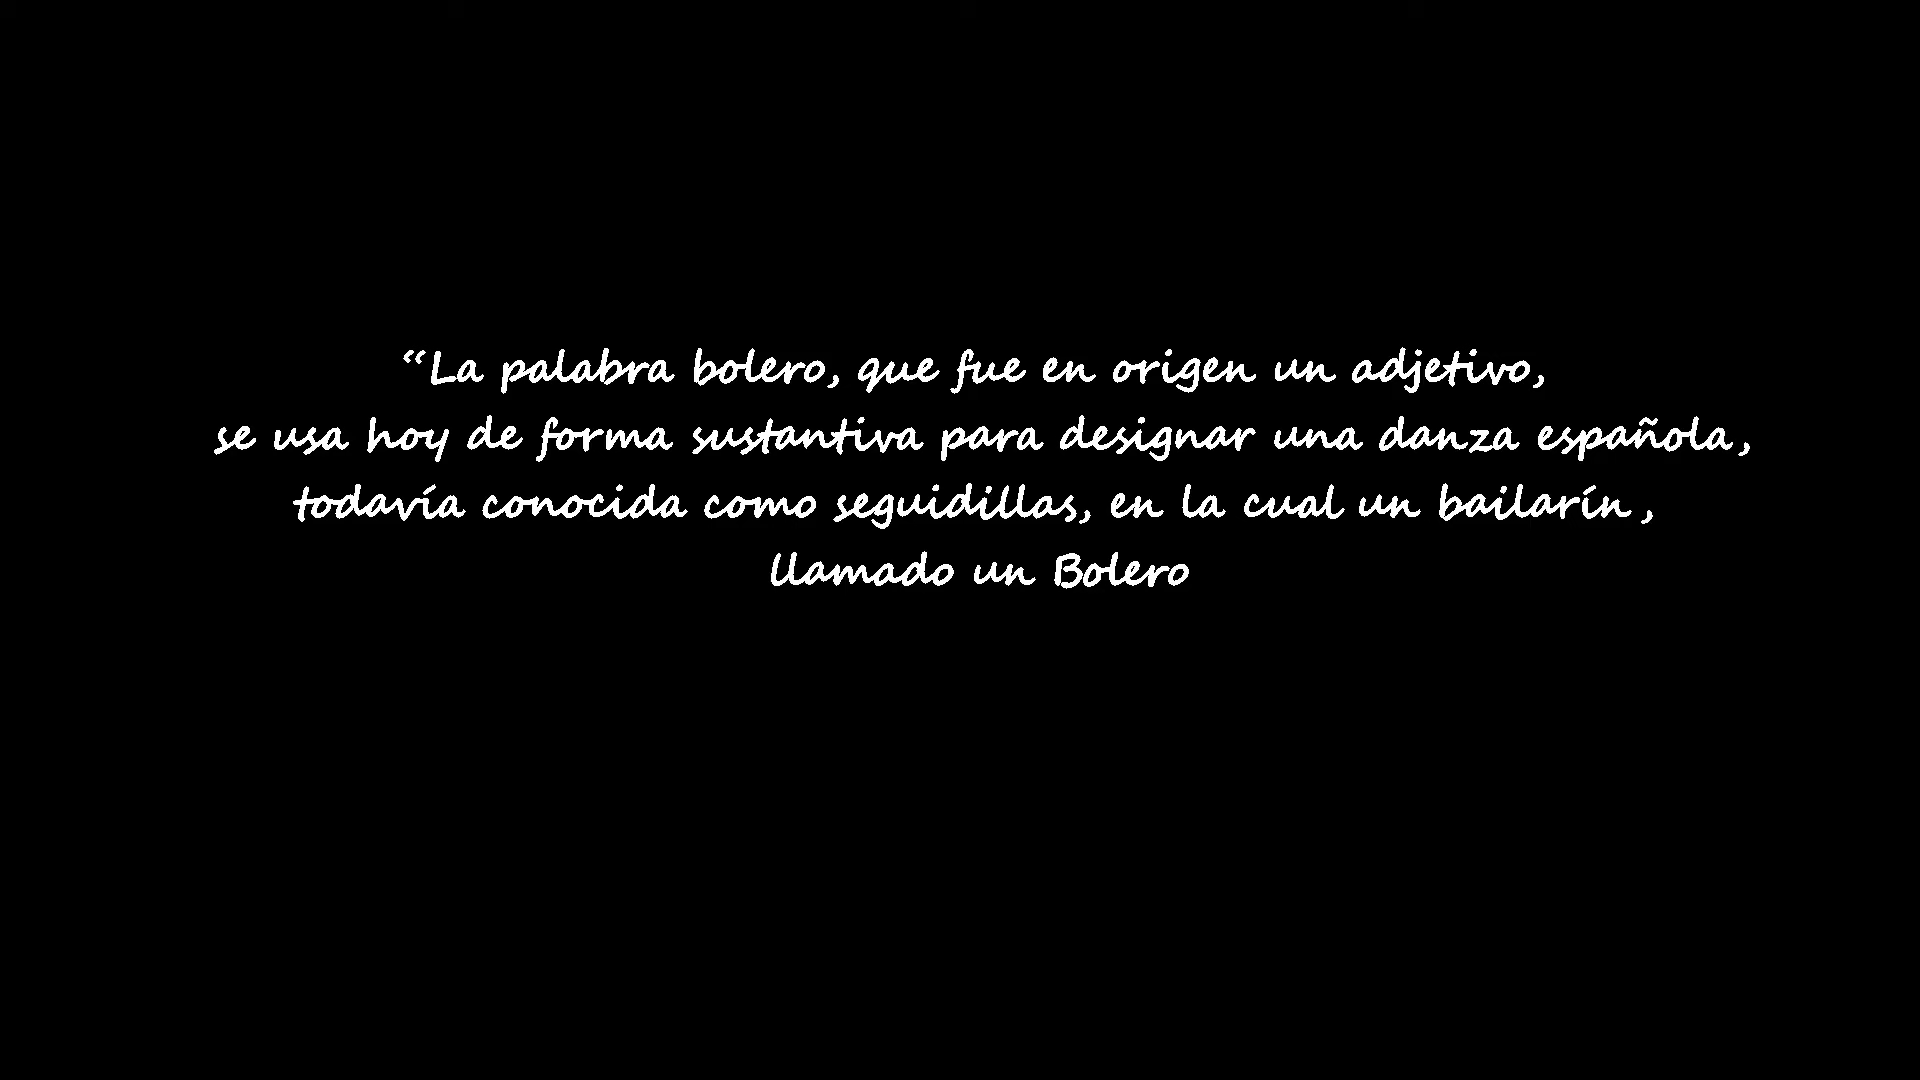 “La palabra bolero, que fue en origen un adjetivo,
se usa hoy de forma sustantiva para designar una danza española,
todavía conocida como seguidillas, en la cual un bailarín,
llamado un Bolero